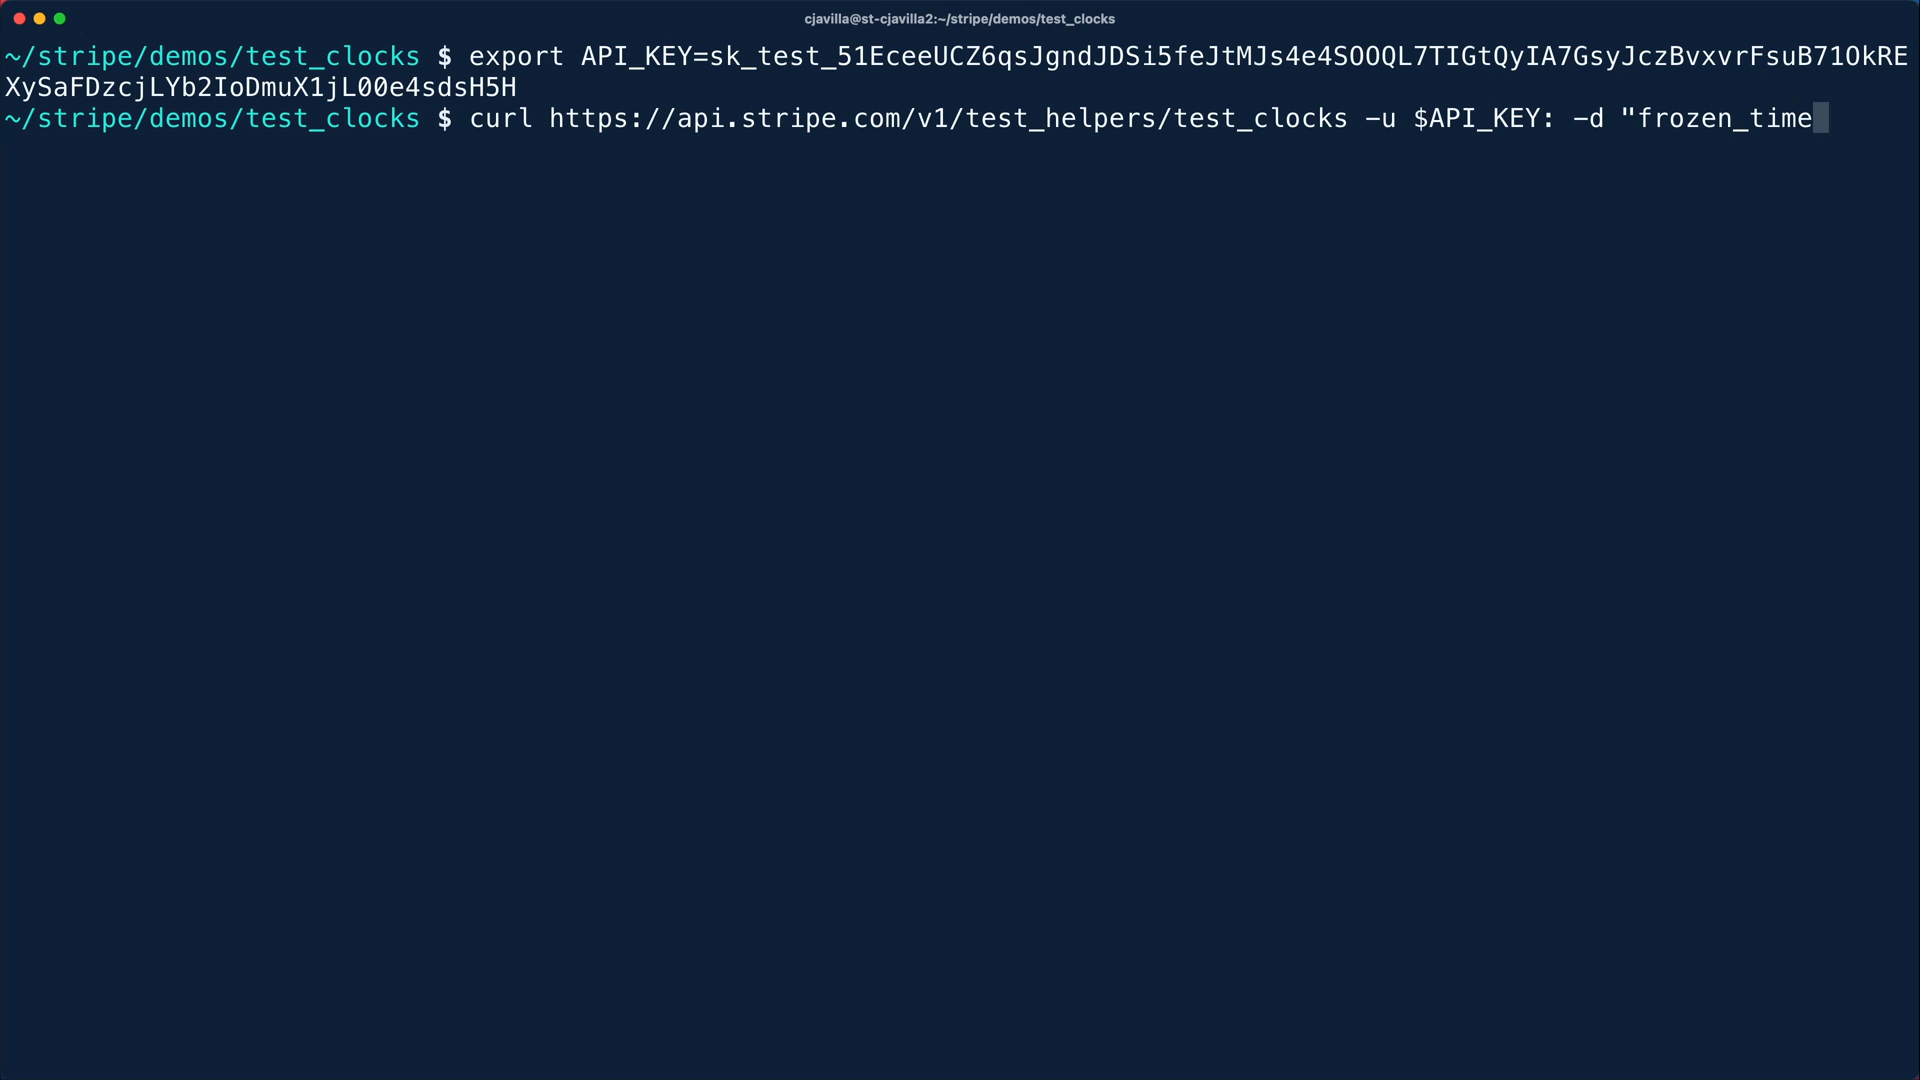 cjavilla@st-cjavilla2:~/stripe/demos/test_clocks
~/stripe/demos/test_clocks $ export API_KEY=sk_test_51EceeUCZ6qsJgndJDSi5feJtMJs4e4SOOQL7TIGtQyIA7GsyJczBvxvrFsuB71OkRE
XySaFDzcjLYb2IoDmuX1jL00e4sdsH5H
~/stripe/demos/test_clocks $ curl https://api.stripe.com/v1/test_helpers/test_clocks -u $API_KEY: -d "frozen_time